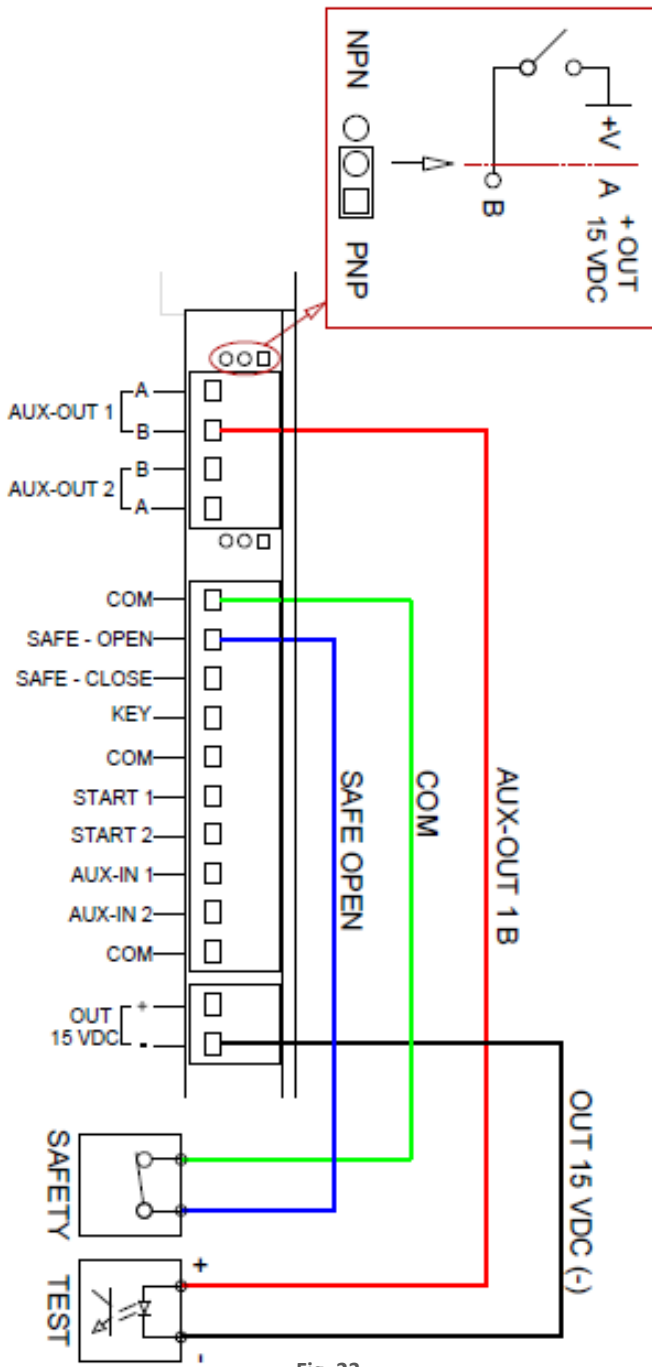 NPN
PNP
+V
A
B
+ OUT
15 VDC
AUX-OUT 1
A
B
AUX-OUT 2
B
A
COM
SAFE - OPEN
SAFE - CLOSE
KEY
COM
START 1
START 2
AUX-IN 1
AUX-IN 2
COM
OUT
15 VDC
+
-
SAFE OPEN
COM
AUX-OUT 1B
OUT 15 VDC (-)
SAFETY
TEST
+
-